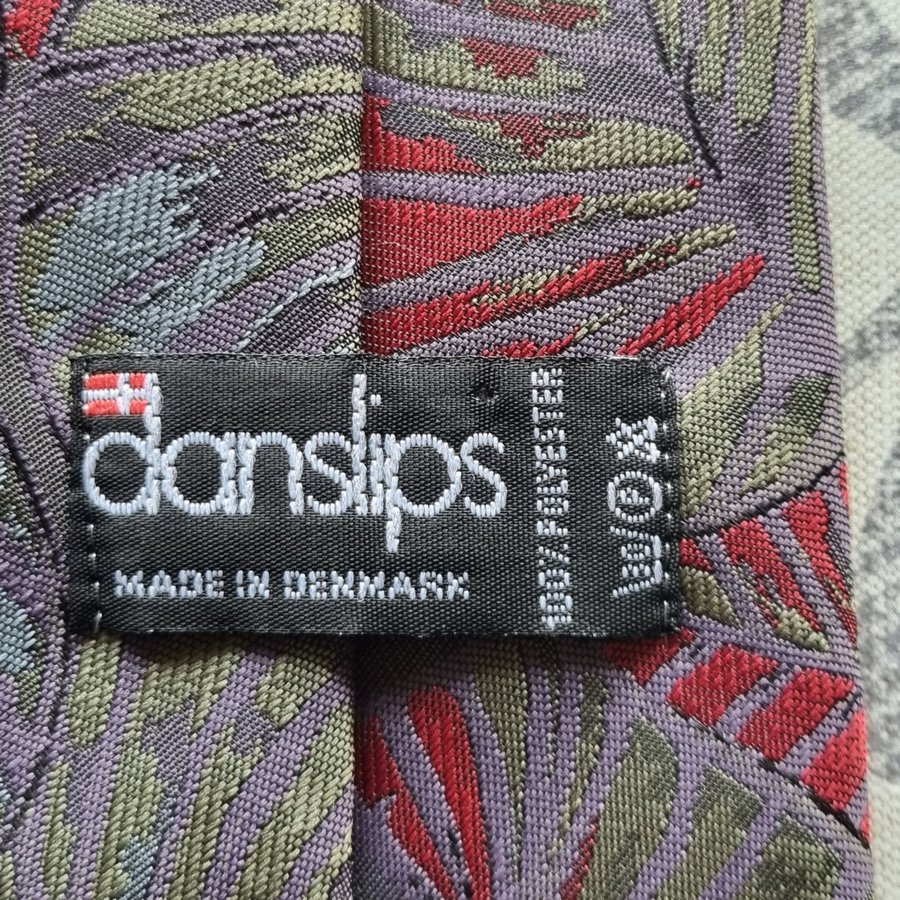 danslips
MADE IN DENMARK
100% POLYESTER
P